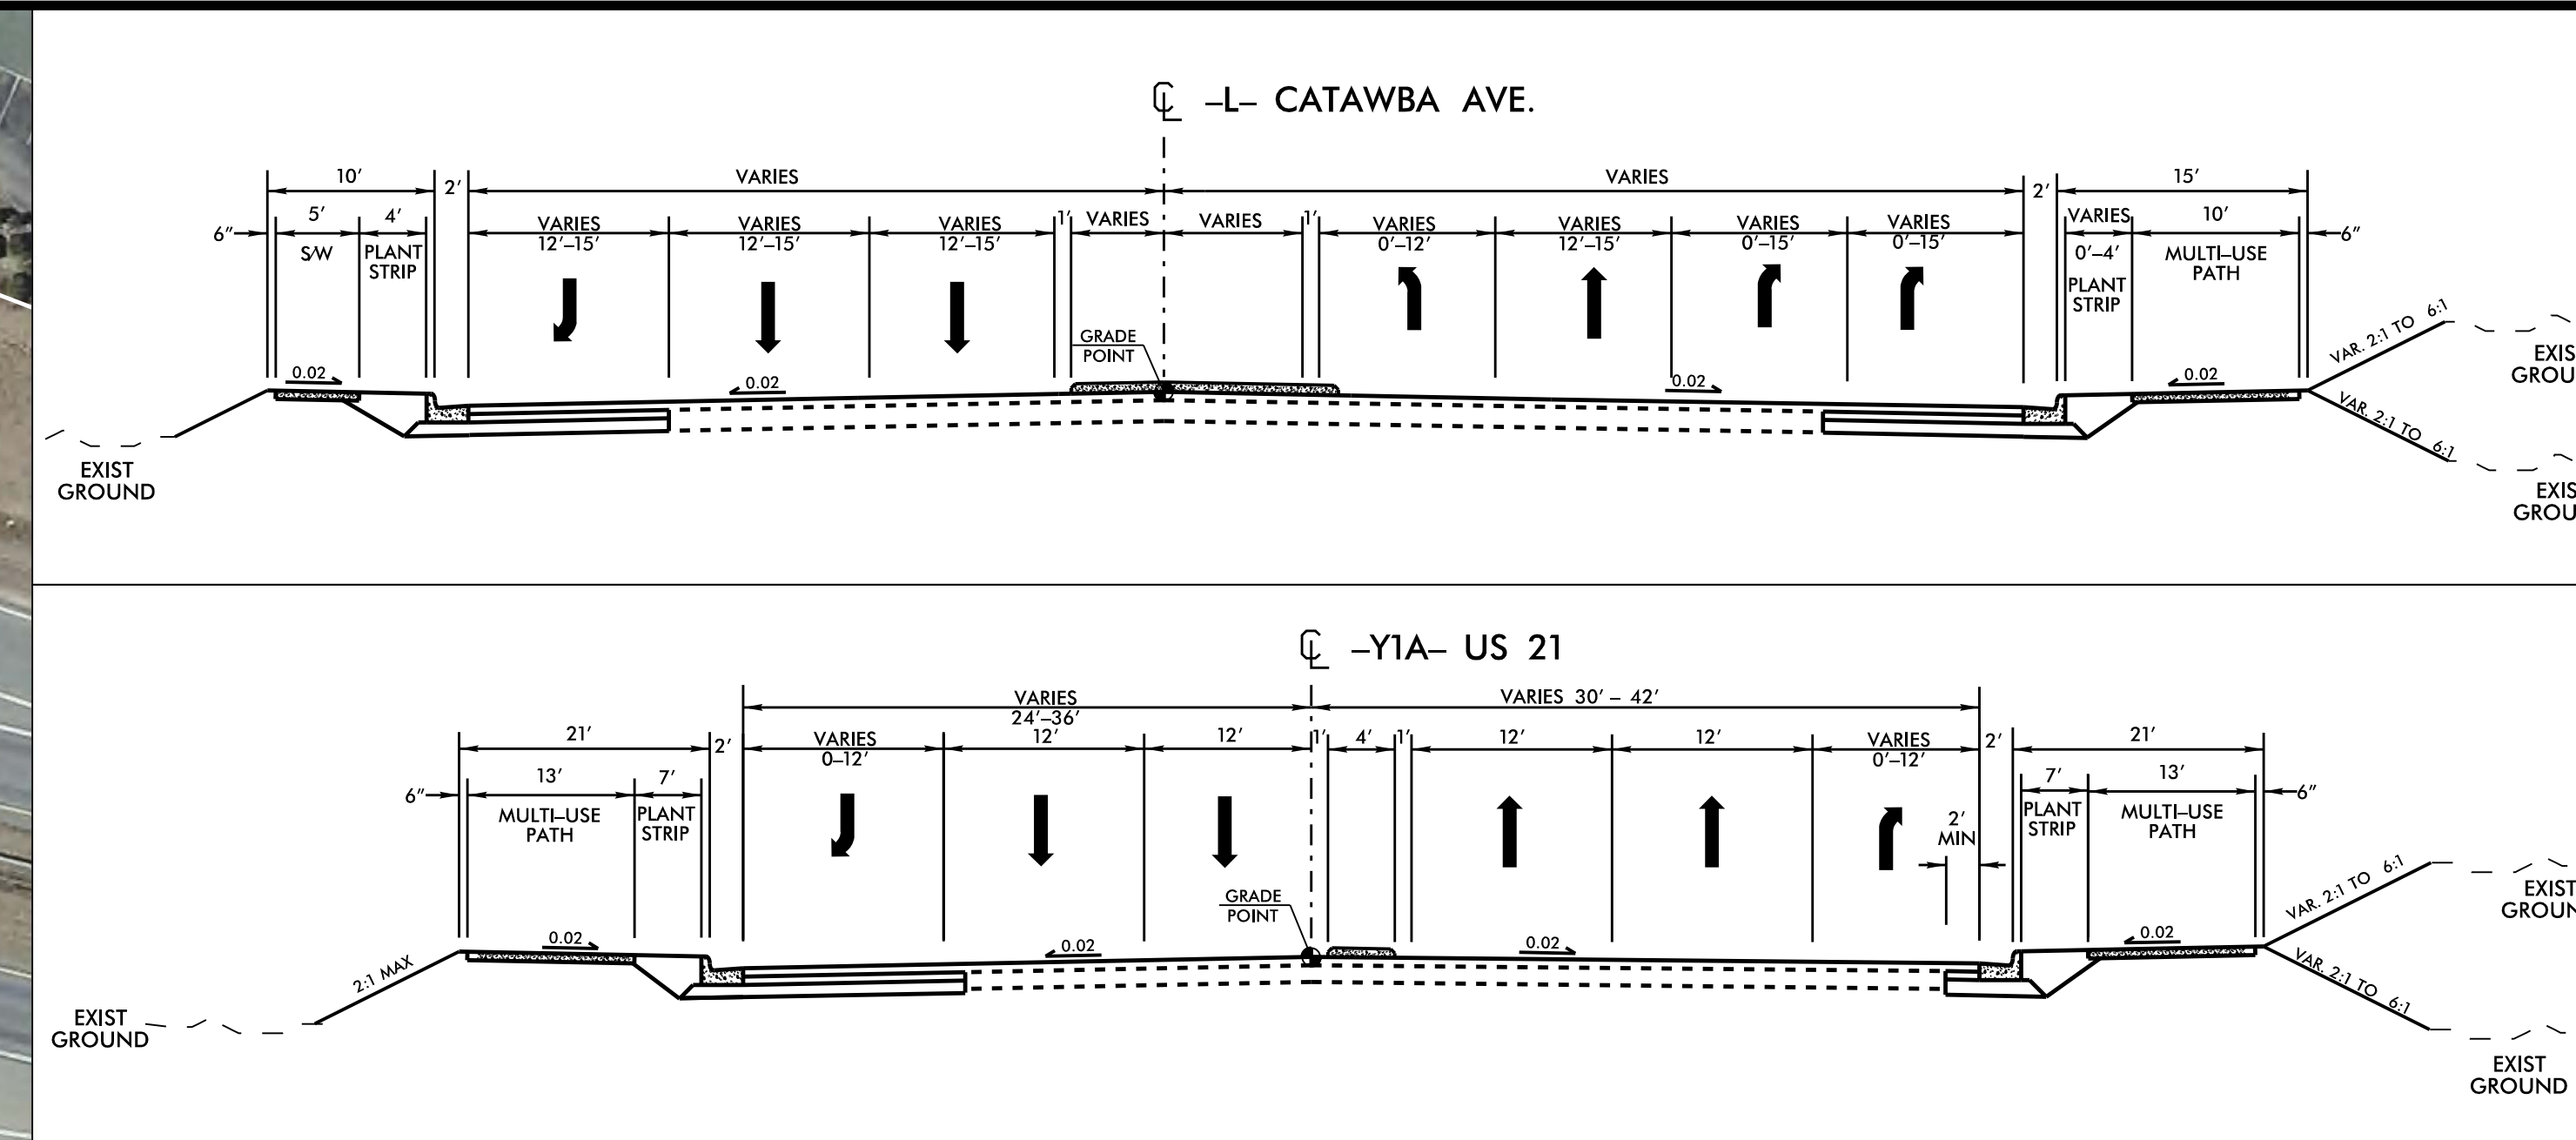 ℄ –L– CATAWBA AVE.
10'
2'
VARIES
VARIES
2'
15'
6"
5'
S/W
4'
PLANT
STRIP
VARIES
12'–15'
VARIES
12'–15'
VARIES
12'–15'
1'
VARIES
VARIES
1'
VARIES
0'–12'
VARIES
12'–15'
VARIES
0'–15'
VARIES
0'–15'
VARIES
0'–4'
PLANT
STRIP
10'
MULTI–USE
PATH
6"
GRADE
POINT
0.02
0.02
0.02
0.02
VAR. 2:1 TO 6:1
VAR. 2:1 TO 6:1
EXIST
GROUND
EXIS
GROU
EXIS
GROU
℄ –Y1A– US 21
VARIES
24'–36'
VARIES 30' – 42'
21'
2'
VARIES
0–12'
12'
12'
1'
4'
1'
12'
12'
VARIES
0'–12'
2'
21'
6"
13'
MULTI–USE
PATH
7'
PLANT
STRIP
2'
MIN
7'
PLANT
STRIP
13'
MULTI–USE
PATH
6"
GRADE
POINT
0.02
0.02
0.02
0.02
2:1 MAX
VAR. 2:1 TO 6:1
VAR. 2:1 TO 6:1
EXIST
GROUND
EXIST
GROUN
EXIST
GROUND